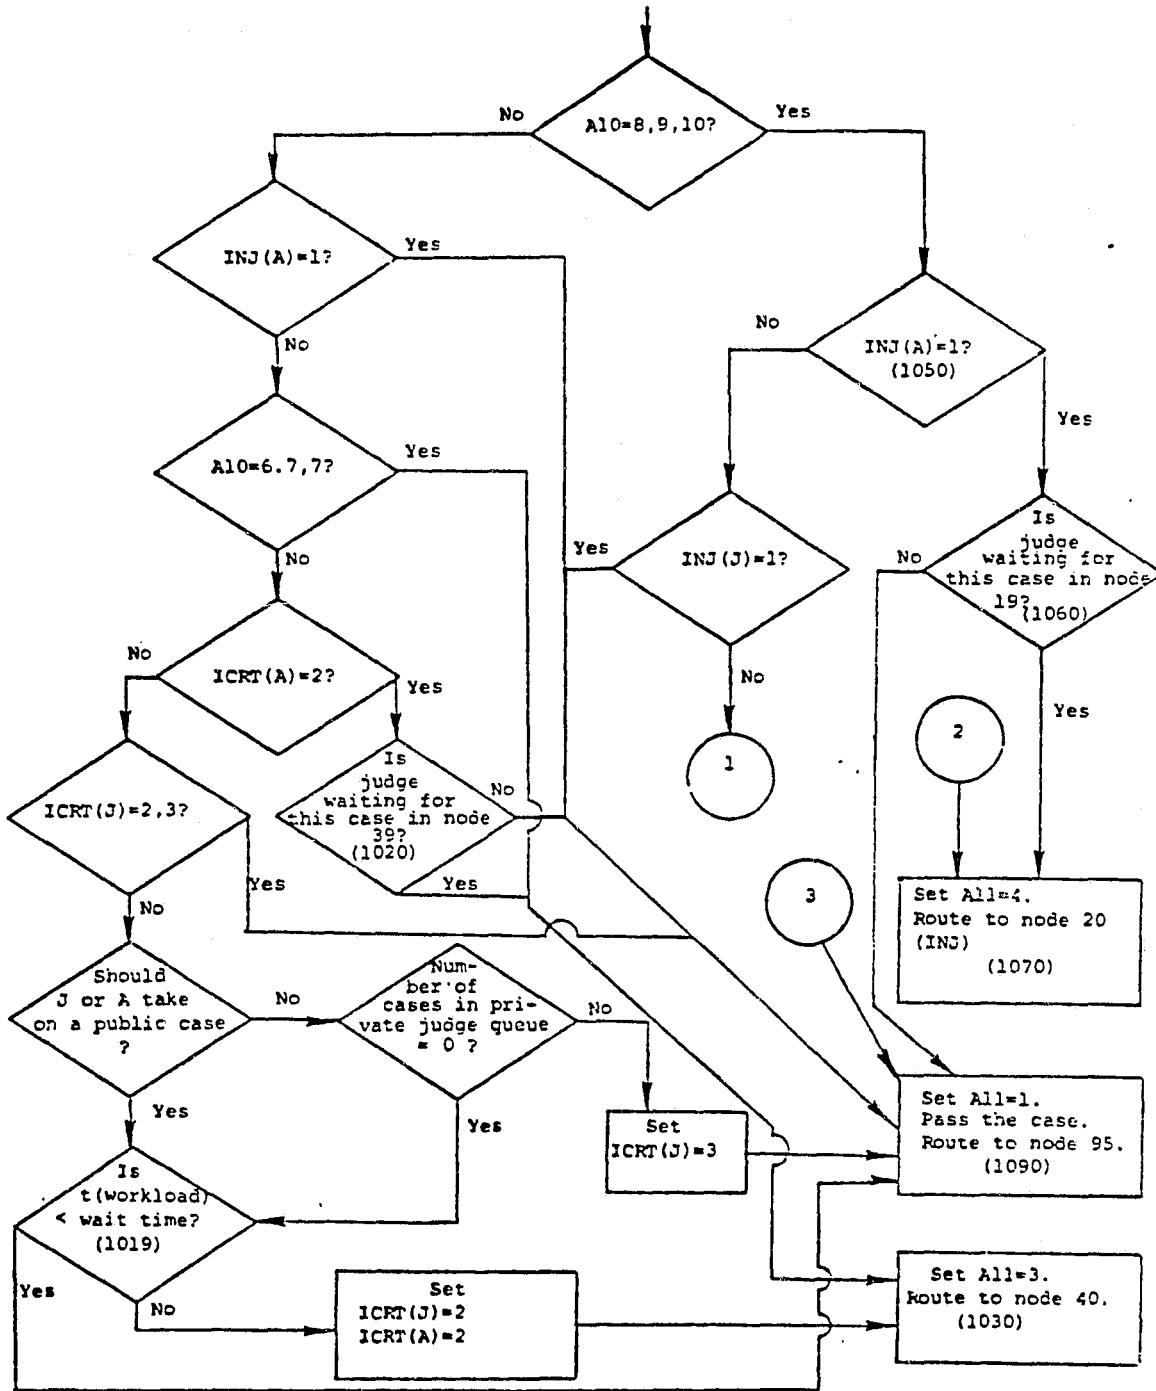 No
A10=8,9,10?
Yes
INJ(A)=1?
Yes
No
No
INJ(A)=1?
(1050)
Yes
A10=6.7,7?
Yes
No
Yes
INJ(J)=1?
No
Is
judge
waiting for
this case in node
19?
(1060)
No
ICRT(A)=2?
Yes
No
1
Yes
2
ICRT(J)=2,3?
Is
judge
waiting for
this case in node
39?
(1020)
No
Yes
Yes
No
3
Set A11=4.
Route to node 20
(INJ)
(1070)
Should
J or A take
on a public case
?
No
Num-
ber of
cases in pri-
vate judge queue
= 0 ?
No
Yes
Yes
Set
ICRT(J)=3
Set A11=1.
Pass the case.
Route to node 95.
(1090)
Is
t(workload)
< wait time?
(1019)
Yes
No
Set
ICRT(J)=2
ICRT(A)=2
Set A11=3.
Route to node 40.
(1030)